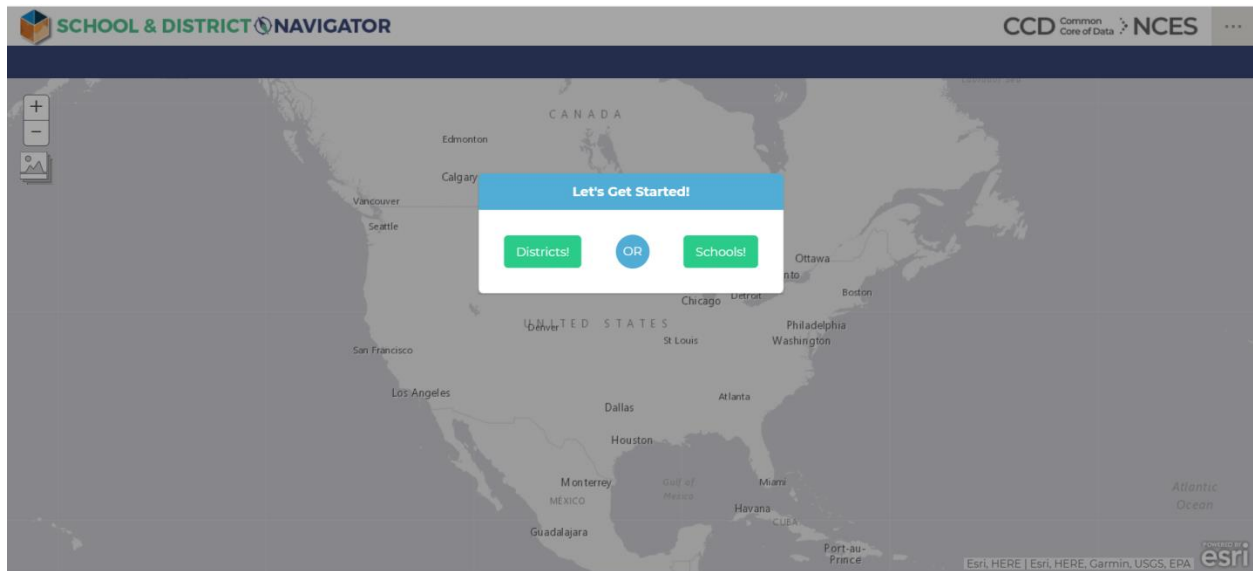 SCHOOL & DISTRICT NAVIGATOR
CCD Common Core of Data NCES
...
+
−
CANADA
Edmonton
Calgary
Vancouver
Seattle
Let's Get Started!
Districts!
OR
Schools!
Ottawa
nto
Chicago
Detroit
Boston
Denver
UNITED STATES
Philadelphia
St Louis
Washington
San Francisco
Los Angeles
Atlanta
Dallas
Houston
Monterrey
Gulf of
Mexico
Miami
MÉXICO
Havana
CUBA
Atlantic
Ocean
Guadalajara
Port-au-
Prince
Esri, HERE | Esri, HERE, Garmin, USGS, EPA
POWERED BY
esri